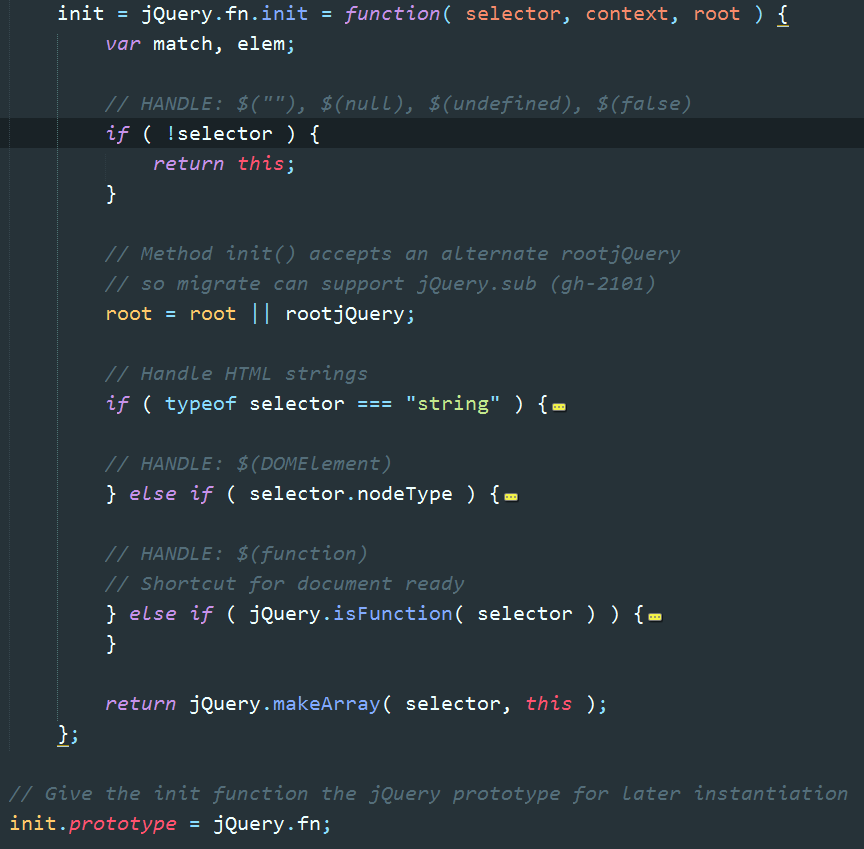 init = jQuery.fn.init = function( selector, context, root ) {
var match, elem;
// HANDLE: $(""), $(null), $(undefined), $(false)
if ( !selector ) {
return this;
}
// Method init() accepts an alternate rootjQuery
// so migrate can support jQuery.sub (gh-2101)
root = root || rootjQuery;
// Handle HTML strings
if ( typeof selector === "string" ) {
// HANDLE: $(DOMElement)
} else if ( selector.nodeType ) {
// HANDLE: $(function)
// Shortcut for document ready
} else if ( jQuery.isFunction( selector ) ) {
}
return jQuery.makeArray( selector, this );
};
// Give the init function the jQuery prototype for later instantiation
init.prototype = jQuery.fn;